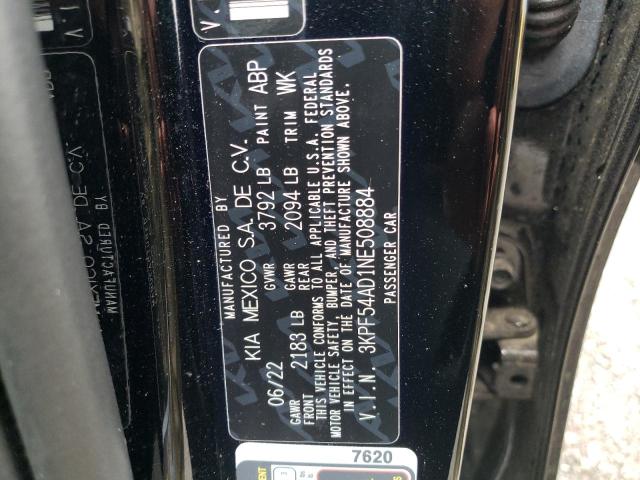 MANUFACTURED BY
KIA MEXICO S.A. DE C.V.
06/22 GVWR 3792 LB PAINT ABP
GAWR FRONT 2183 LB GAWR REAR 2094 LB TRIM WK
THIS VEHICLE CONFORMS TO ALL APPLICABLE U.S.A. FEDERAL
MOTOR VEHICLE SAFETY, BUMPER, AND THEFT PREVENTION STANDARDS
IN EFFECT ON THE DATE OF MANUFACTURE SHOWN ABOVE.
V.I.N. 3KPF54AD1NE508884
PASSENGER CAR
7620